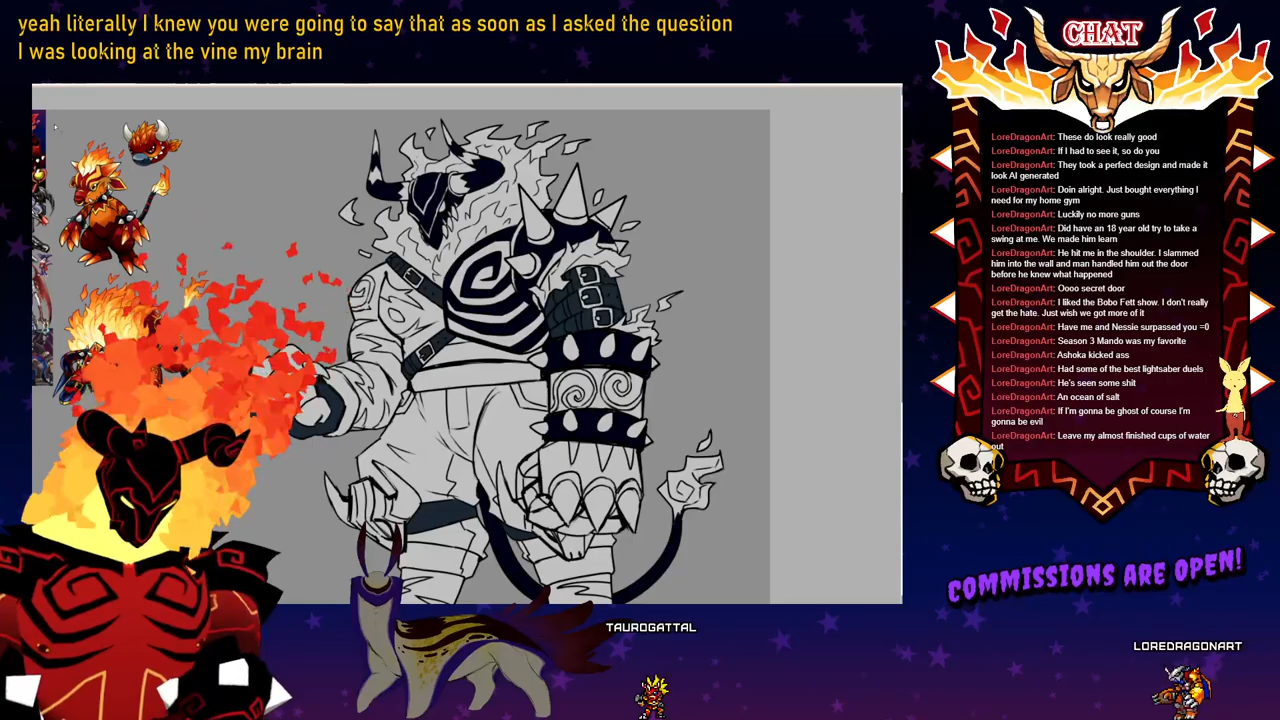 yeah literally I knew you were going to say that as soon as I asked the question
I was looking at the vine my brain
CHAT
LoreDragonArt: These do look really good
LoreDragonArt: If I had to see it, so do you
LoreDragonArt: They took a perfect design and made it
look AI generated
LoreDragonArt: Doin alright. Just bought everything I
need for my home gym
LoreDragonArt: Luckily no more guns
LoreDragonArt: Did have an 18 year old try to take a
swing at me. We made him learn
LoreDragonArt: He hit me in the shoulder. I slammed
him into the wall and man handled him out the door
before he knew what happened
LoreDragonArt: Oooo secret door
LoreDragonArt: I liked the Bobo Fett show. I don't really
get the hate. Just wish we got more of it
LoreDragonArt: Have me and Nessie surpassed you =0
LoreDragonArt: Season 3 Mando was my favorite
LoreDragonArt: Ashoka kicked ass
LoreDragonArt: Had some of the best lightsaber duels
LoreDragonArt: He's seen some shit
LoreDragonArt: An ocean of salt
LoreDragonArt: If I'm gonna be ghost of course I'm
gonna be evil
LoreDragonArt: Leave my almost finished cups of water
out
COMMISSIONS ARE OPEN!
TAUROGATTAL
LOREDRAGONART